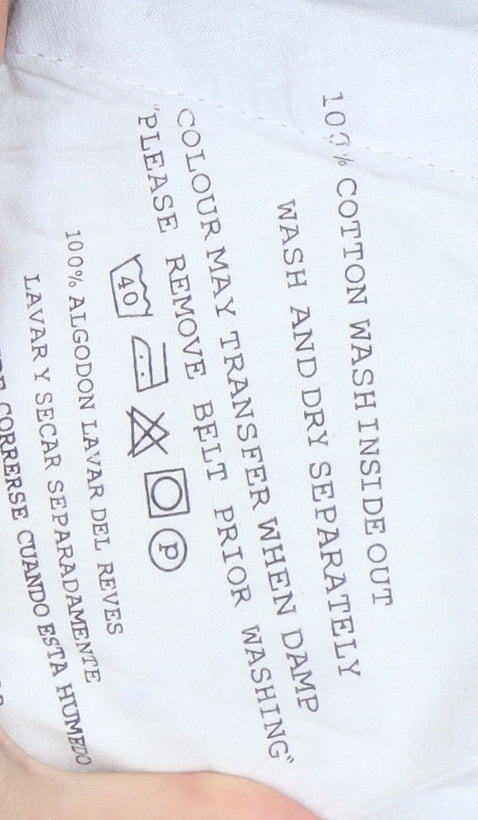 100% COTTON WASH INSIDE OUT
WASH AND DRY SEPARATELY
COLOUR MAY TRANSFER WHEN DAMP
"PLEASE REMOVE BELT PRIOR WASHING"
40 P
100% ALGODON LAVAR DEL REVES
LAVAR Y SECAR SEPARADAMENTE
CORRERSE CUANDO ESTA HUMEDO